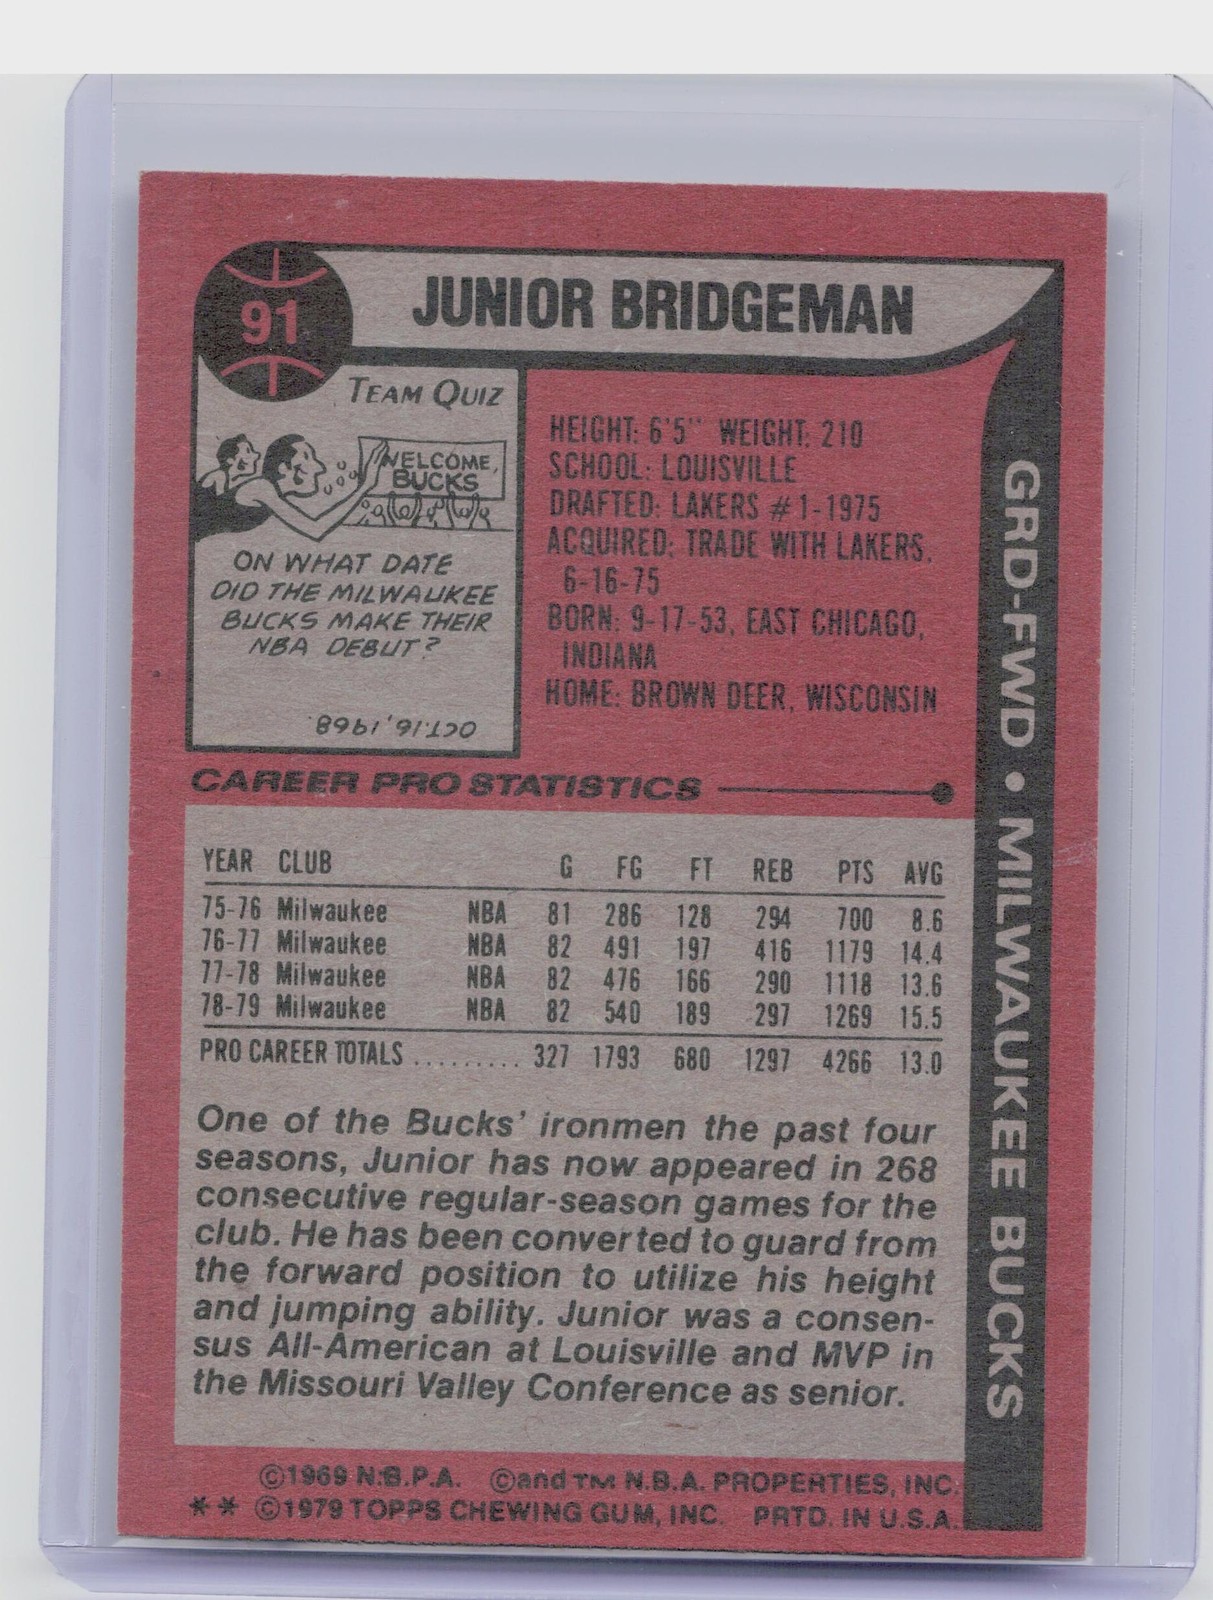 91
JUNIOR BRIDGEMAN
TEAM QUIZ
WELCOME,
BUCKS
ON WHAT DATE
DID THE MILWAUKEE
BUCKS MAKE THEIR
NBA DEBUT?
OCT.16, 1968.
HEIGHT: 6'5" WEIGHT: 210
SCHOOL: LOUISVILLE
DRAFTED: LAKERS #1-1975
ACQUIRED: TRADE WITH LAKERS,
6-16-75
BORN: 9-17-53, EAST CHICAGO,
INDIANA
HOME: BROWN DEER, WISCONSIN
GRD-FWD • MILWAUKEE BUCKS
CAREER PRO STATISTICS
YEAR CLUB G FG FT REB PTS AVG
75-76 Milwaukee NBA 81 286 128 294 700 8.6
76-77 Milwaukee NBA 82 491 197 416 1179 14.4
77-78 Milwaukee NBA 82 476 166 290 1118 13.6
78-79 Milwaukee NBA 82 540 189 297 1269 15.5
PRO CAREER TOTALS ......... 327 1793 680 1297 4266 13.0
One of the Bucks' ironmen the past four
seasons, Junior has now appeared in 268
consecutive regular-season games for the
club. He has been converted to guard from
the forward position to utilize his height
and jumping ability. Junior was a consen-
sus All-American at Louisville and MVP in
the Missouri Valley Conference as senior.
©1969 N.B.P.A. ©and TM N.B.A. PROPERTIES, INC.
** ©1979 TOPPS CHEWING GUM, INC. PRTD. IN U.S.A.